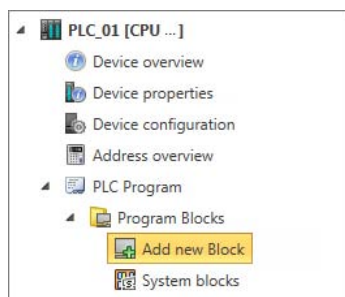 PLC_01 [CPU ...]
Device overview
Device properties
Device configuration
Address overview
PLC Program
Program Blocks
Add new Block
System blocks